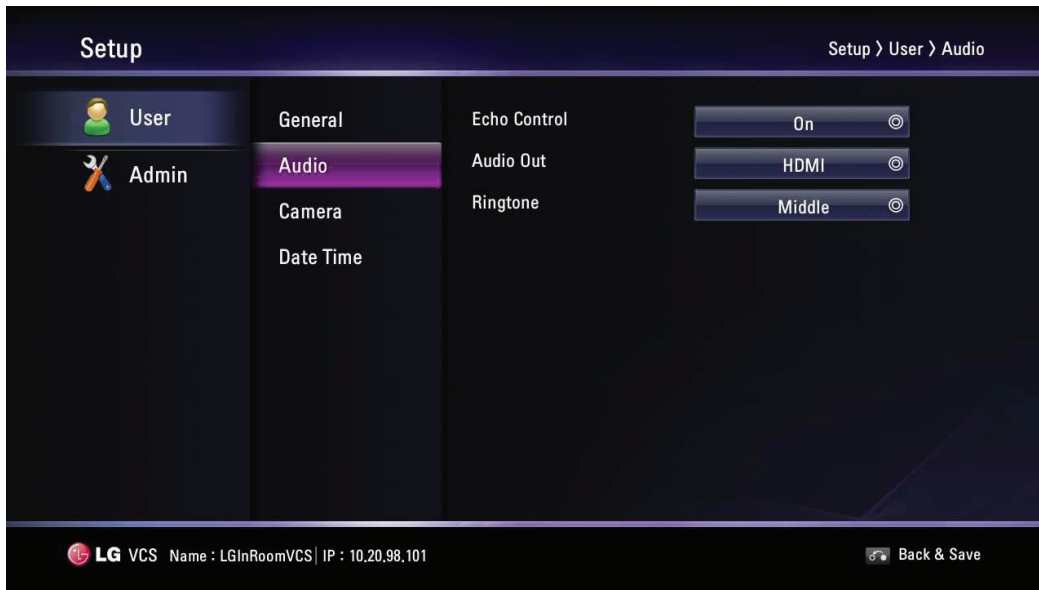 Setup
Setup 〉 User 〉 Audio
User
Admin
General
Audio
Camera
Date Time
Echo Control On
Audio Out HDMI
Ringtone Middle
LG VCS Name : LGInRoomVCS| IP : 10.20.98.101
Back & Save